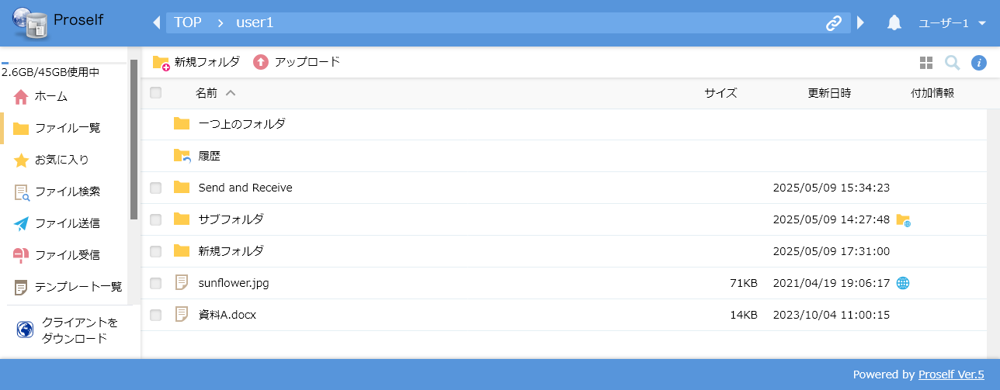 Proself
TOP > user1
ユーザー1
2.6GB/45GB使用中
ホーム
ファイル一覧
お気に入り
ファイル検索
ファイル送信
ファイル受信
テンプレート一覧
クライアントを
ダウンロード
新規フォルダ アップロード
名前 サイズ 更新日時 付加情報
一つ上のフォルダ
履歴
Send and Receive 2025/05/09 15:34:23
サブフォルダ 2025/05/09 14:27:48
新規フォルダ 2025/05/09 17:31:00
sunflower.jpg 71KB 2021/04/19 19:06:17
資料A.docx 14KB 2023/10/04 11:00:15
Powered by Proself Ver.5